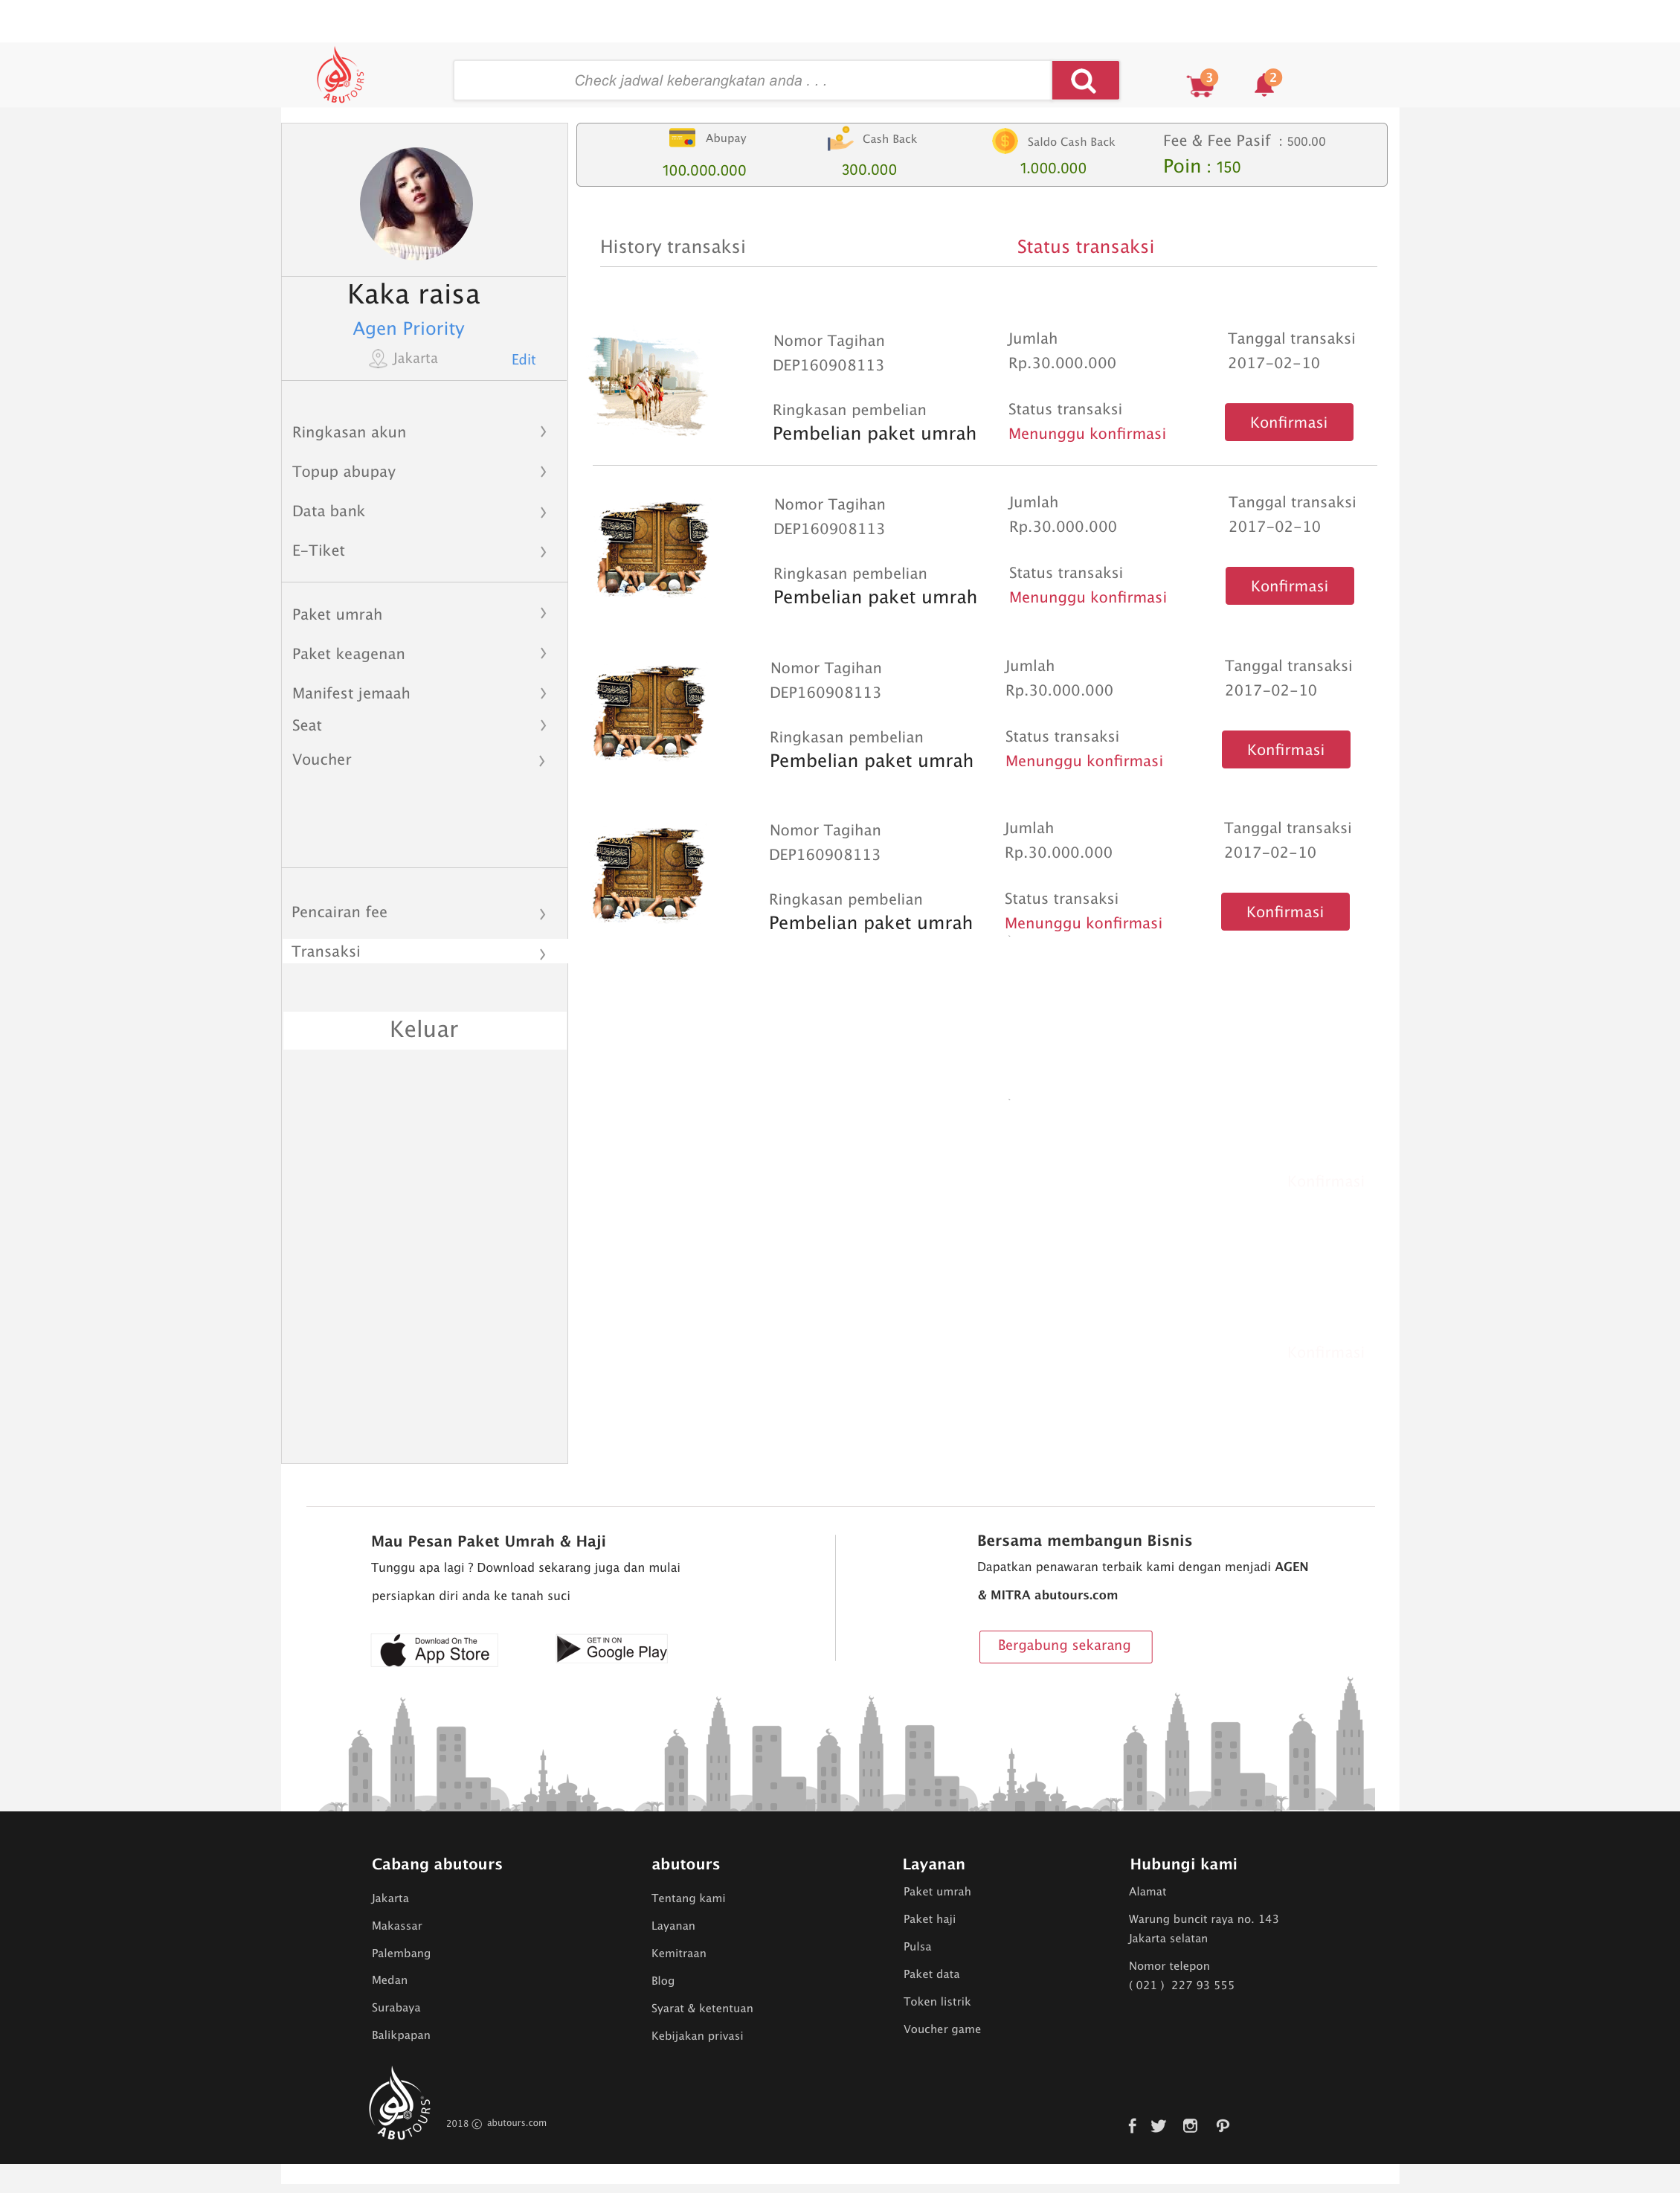 ABUTOURS
Check jadwal keberangkatan anda . . .
3
2
Abupay
100.000.000
Cash Back
300.000
Saldo Cash Back
1.000.000
Fee & Fee Pasif : 500.00
Poin : 150
Kaka raisa
Agen Priority
Jakarta
Edit
Ringkasan akun
Topup abupay
Data bank
E-Tiket
Paket umrah
Paket keagenan
Manifest jemaah
Seat
Voucher
Pencairan fee
Transaksi
Keluar
History transaksi
Status transaksi
Nomor Tagihan
DEP160908113
Jumlah
Rp.30.000.000
Tanggal transaksi
2017-02-10
Ringkasan pembelian
Pembelian paket umrah
Status transaksi
Menunggu konfirmasi
Konfirmasi
Nomor Tagihan
DEP160908113
Jumlah
Rp.30.000.000
Tanggal transaksi
2017-02-10
Ringkasan pembelian
Pembelian paket umrah
Status transaksi
Menunggu konfirmasi
Konfirmasi
Nomor Tagihan
DEP160908113
Jumlah
Rp.30.000.000
Tanggal transaksi
2017-02-10
Ringkasan pembelian
Pembelian paket umrah
Status transaksi
Menunggu konfirmasi
Konfirmasi
Nomor Tagihan
DEP160908113
Jumlah
Rp.30.000.000
Tanggal transaksi
2017-02-10
Ringkasan pembelian
Pembelian paket umrah
Status transaksi
Menunggu konfirmasi
Konfirmasi
Mau Pesan Paket Umrah & Haji
Tunggu apa lagi ? Download sekarang juga dan mulai
persiapkan diri anda ke tanah suci
Download On The
App Store
GET IN ON
Google Play
Bersama membangun Bisnis
Dapatkan penawaran terbaik kami dengan menjadi AGEN
& MITRA abutours.com
Bergabung sekarang
Cabang abutours
Jakarta
Makassar
Palembang
Medan
Surabaya
Balikpapan
abutours
Tentang kami
Layanan
Kemitraan
Blog
Syarat & ketentuan
Kebijakan privasi
Layanan
Paket umrah
Paket haji
Pulsa
Paket data
Token listrik
Voucher game
Hubungi kami
Alamat
Warung buncit raya no. 143
Jakarta selatan
Nomor telepon
( 021 ) 227 93 555
ABUTOURS
2018 © abutours.com